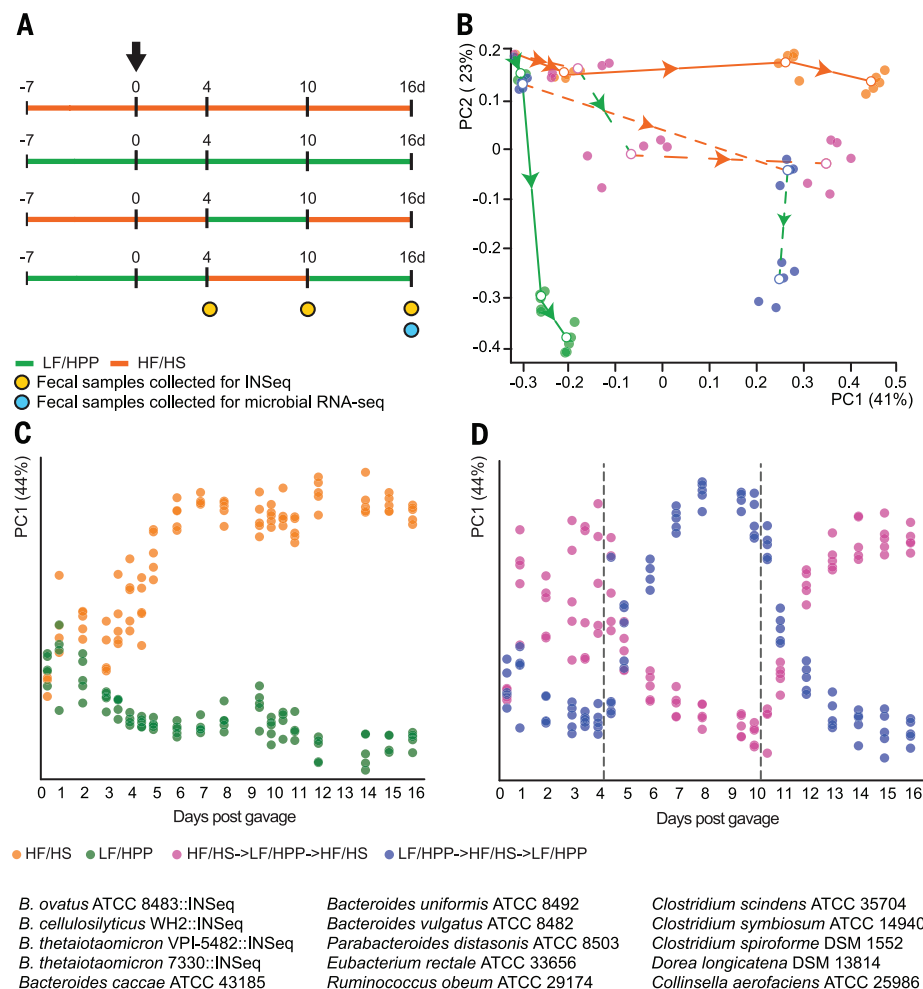 A
-7 0 4 10 16d
-7 0 4 10 16d
-7 0 4 10 16d
-7 0 4 10 16d
LF/HPP HF/HS
Fecal samples collected for INSeq
Fecal samples collected for microbial RNA-seq
B
PC2 (23%)
0.2
0.1
0
-0.1
-0.2
-0.3
-0.4
-0.3 -0.2 0.1 0 0.1 0.2 0.3 0.4 0.5
PC1 (41%)
C
PC1 (44%)
0 1 2 3 4 5 6 7 8 9 10 11 12 13 14 15 16
Days post gavage
D
PC1 (44%)
0 1 2 3 4 5 6 7 8 9 10 11 12 13 14 15 16
Days post gavage
HF/HS LF/HPP HF/HS->LF/HPP->HF/HS LF/HPP->HF/HS->LF/HPP
B. ovatus ATCC 8483::INSeq
B. cellulosilyticus WH2::INSeq
B. thetaiotaomicron VPI-5482::INSeq
B. thetaiotaomicron 7330::INSeq
Bacteroides caccae ATCC 43185
Bacteroides uniformis ATCC 8492
Bacteroides vulgatus ATCC 8482
Parabacteroides distasonis ATCC 8503
Eubacterium rectale ATCC 33656
Ruminococcus obeum ATCC 29174
Clostridium scindens ATCC 35704
Clostridium symbiosum ATCC 14940
Clostridium spiroforme DSM 1552
Dorea longicatena DSM 13814
Collinsella aerofaciens ATCC 25986